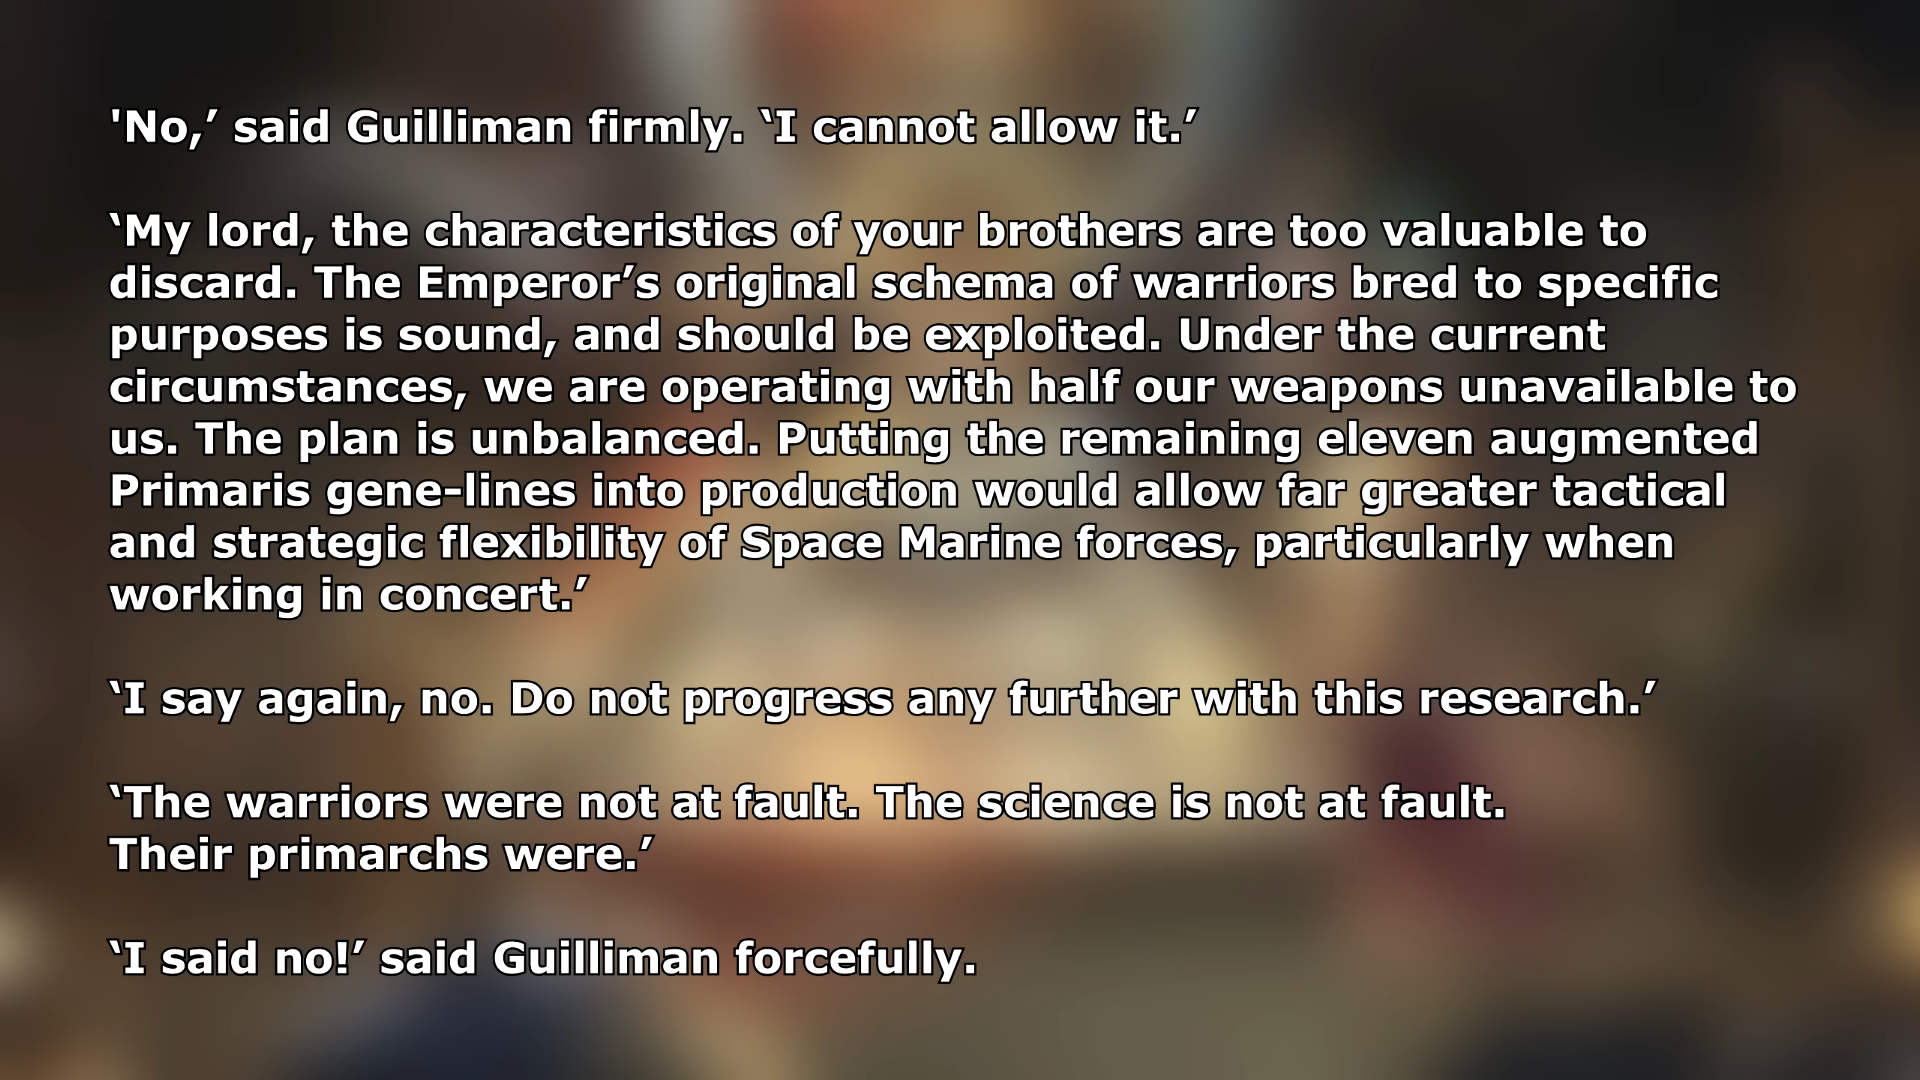 'No,’ said Guilliman firmly. ‘I cannot allow it.’
‘My lord, the characteristics of your brothers are too valuable to
discard. The Emperor’s original schema of warriors bred to specific
purposes is sound, and should be exploited. Under the current
circumstances, we are operating with half our weapons unavailable to
us. The plan is unbalanced. Putting the remaining eleven augmented
Primaris gene-lines into production would allow far greater tactical
and strategic flexibility of Space Marine forces, particularly when
working in concert.’
‘I say again, no. Do not progress any further with this research.’
‘The warriors were not at fault. The science is not at fault.
Their primarchs were.’
‘I said no!’ said Guilliman forcefully.